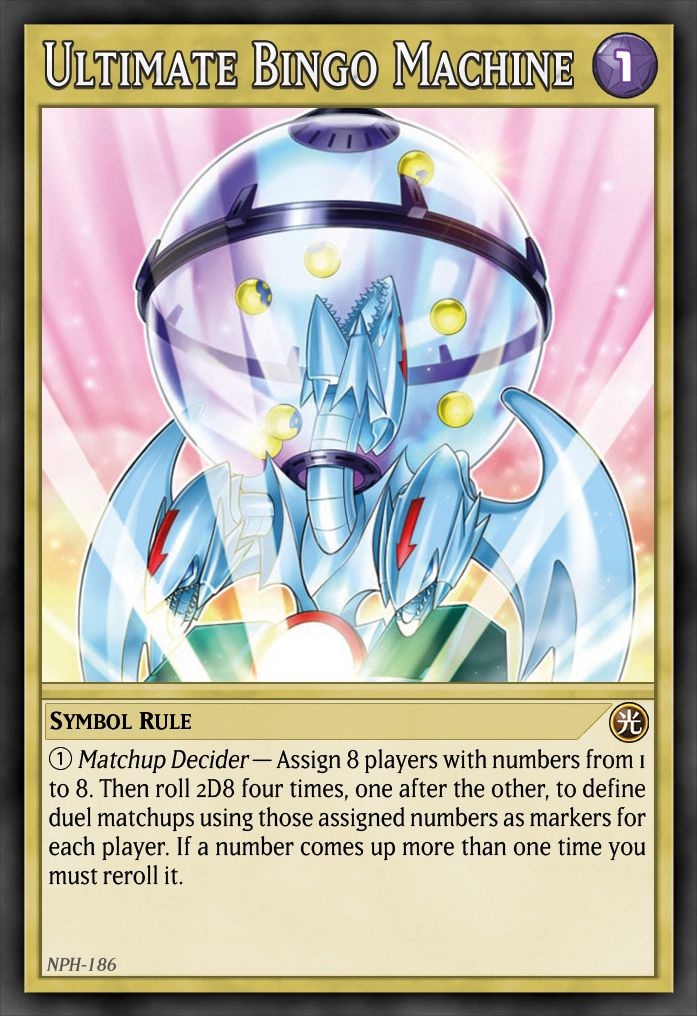 Ultimate Bingo Machine
1
Symbol Rule
光
① Matchup Decider — Assign 8 players with numbers from 1
to 8. Then roll 2D8 four times, one after the other, to define
duel matchups using those assigned numbers as markers for
each player. If a number comes up more than one time you
must reroll it.
NPH-186